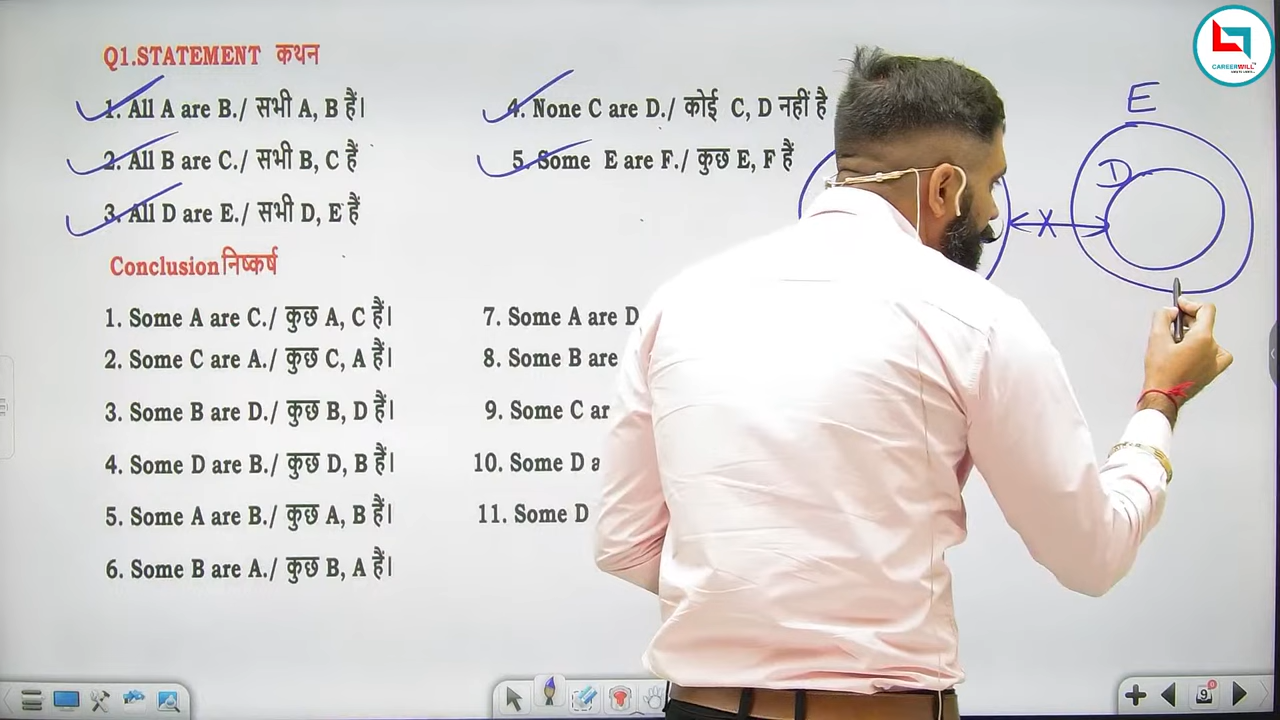 Q1.STATEMENT कथन
1. All A are B./ सभी A, B हैं।
2. All B are C./ सभी B, C हैं
3. All D are E./ सभी D, E हैं
4. None C are D./ कोई C, D नहीं है
5. Some E are F./ कुछ E, F हैं
Conclusion निष्कर्ष
1. Some A are C./ कुछ A, C हैं।
2. Some C are A./ कुछ C, A हैं।
3. Some B are D./ कुछ B, D हैं।
4. Some D are B./ कुछ D, B हैं।
5. Some A are B./ कुछ A, B हैं।
6. Some B are A./ कुछ B, A हैं।
7. Some A are D
8. Some B are
9. Some C ar
10. Some D a
11. Some D
E
D
CAREERWILL
9